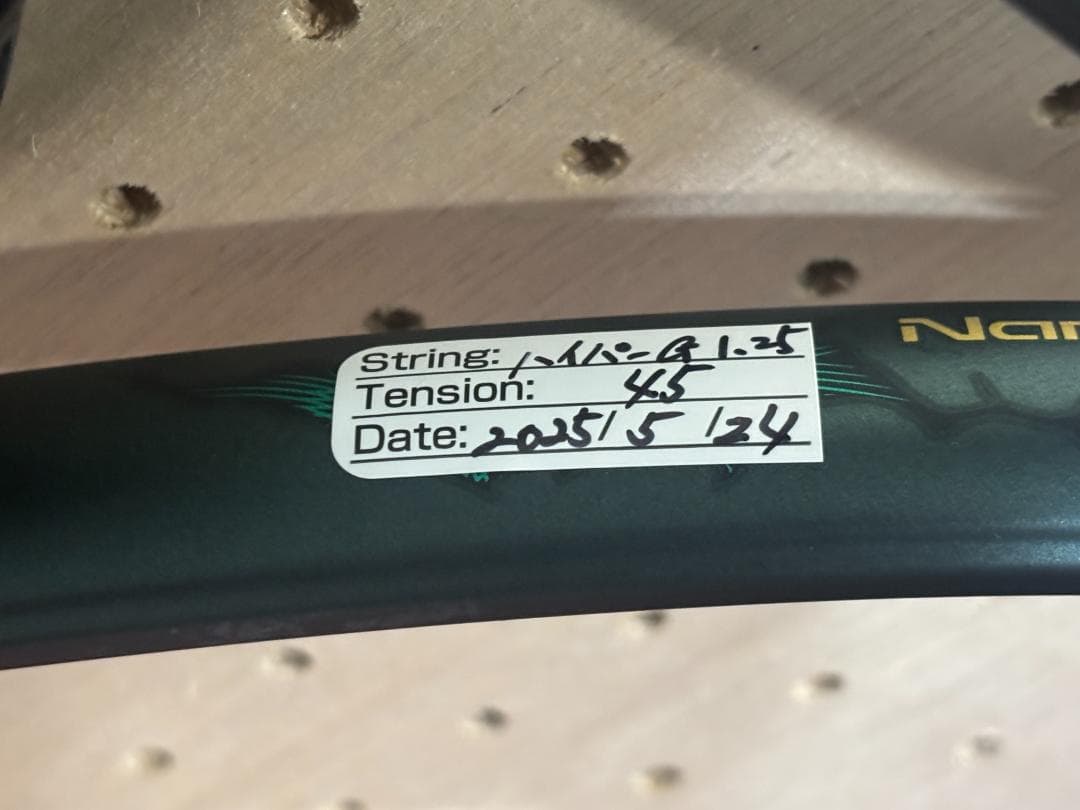 String: ハイパーG 1.25
Tension: 45
Date: 2025/5/24
Nan